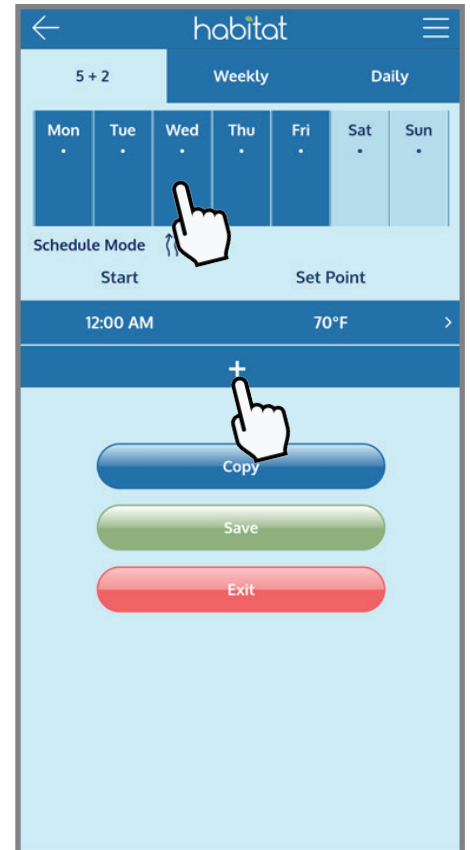 habitat
5 + 2 Weekly Daily
Mon Tue Wed Thu Fri Sat Sun
Schedule Mode
Start Set Point
12:00 AM 70°F >
+
Copy
Save
Exit